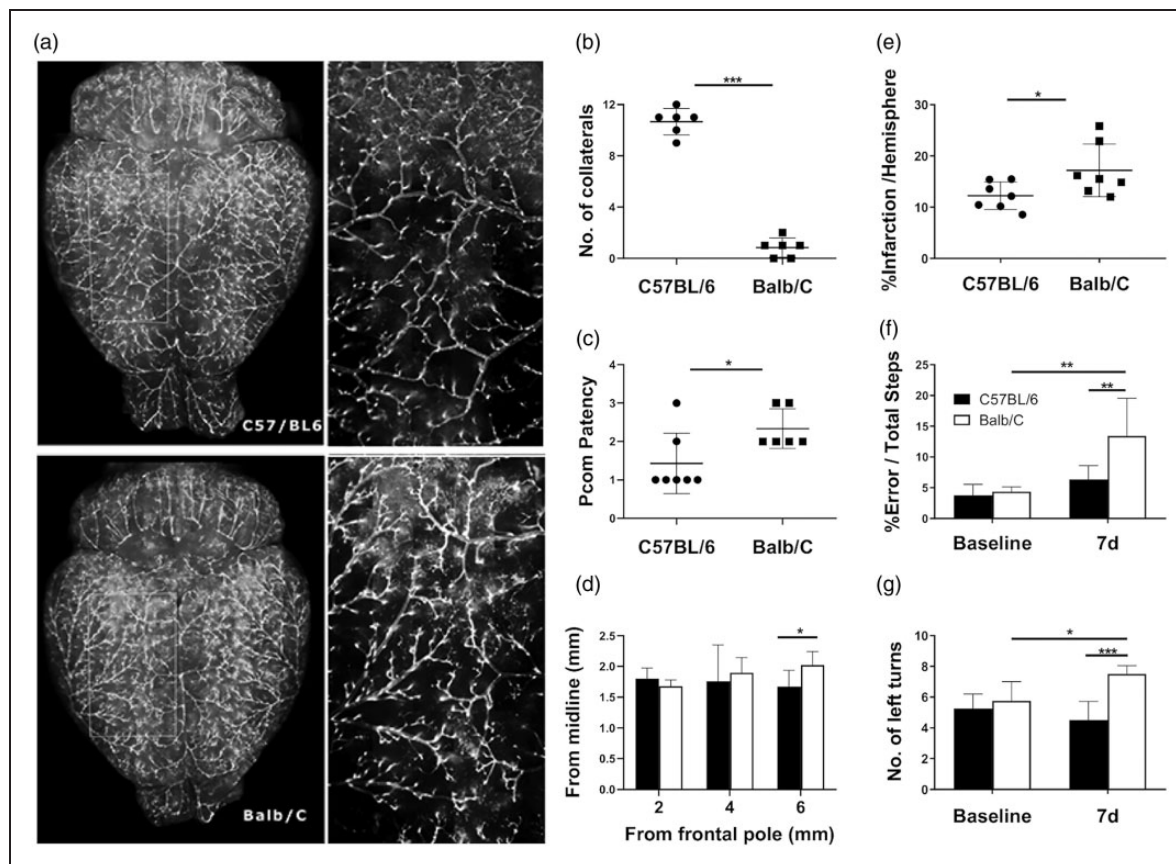 (a)
C57/BL6
Balb/C
(b)
***
No. of collaterals
12
8
4
0
C57BL/6 Balb/C
(c)
*
Pcom Patency
4
3
2
1
0
C57BL/6 Balb/C
(d)
*
From midline (mm)
2.5
2.0
1.5
1.0
0.5
0.0
2 4 6
From frontal pole (mm)
(e)
*
%Infarction /Hemisphere
30
20
10
0
C57BL/6 Balb/C
(f)
**
**
C57BL/6
Balb/C
%Error / Total Steps
25
20
15
10
5
0
Baseline 7d
(g)
*
***
No. of left turns
10
8
6
4
2
0
Baseline 7d